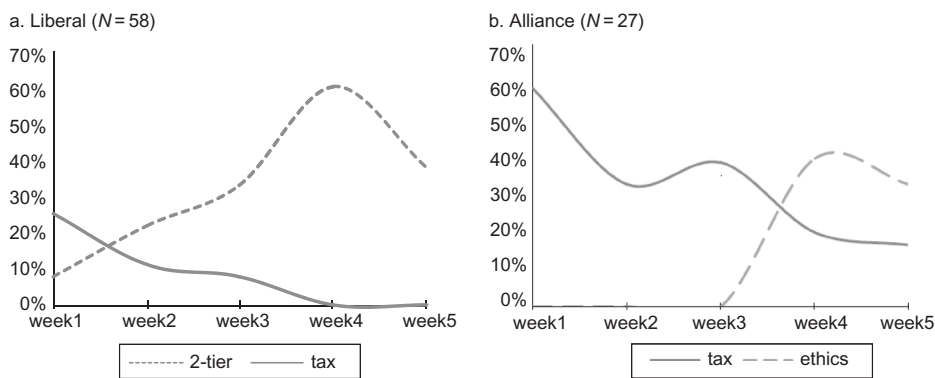 a. Liberal (N = 58)
70%
60%
50%
40%
30%
20%
10%
0%
week1 week2 week3 week4 week5
2-tier tax
b. Alliance (N = 27)
70%
60%
50%
40%
30%
20%
10%
0%
week1 week2 week3 week4 week5
tax ethics